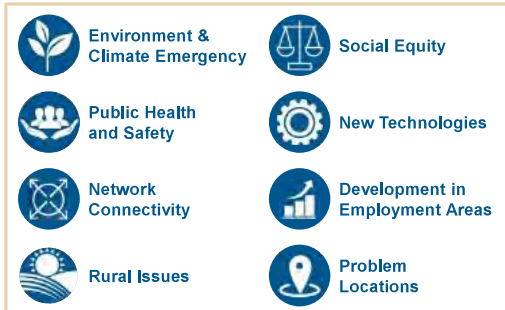 Environment &
Climate Emergency
Social Equity
Public Health
and Safety
New Technologies
Network
Connectivity
Development in
Employment Areas
Rural Issues
Problem
Locations